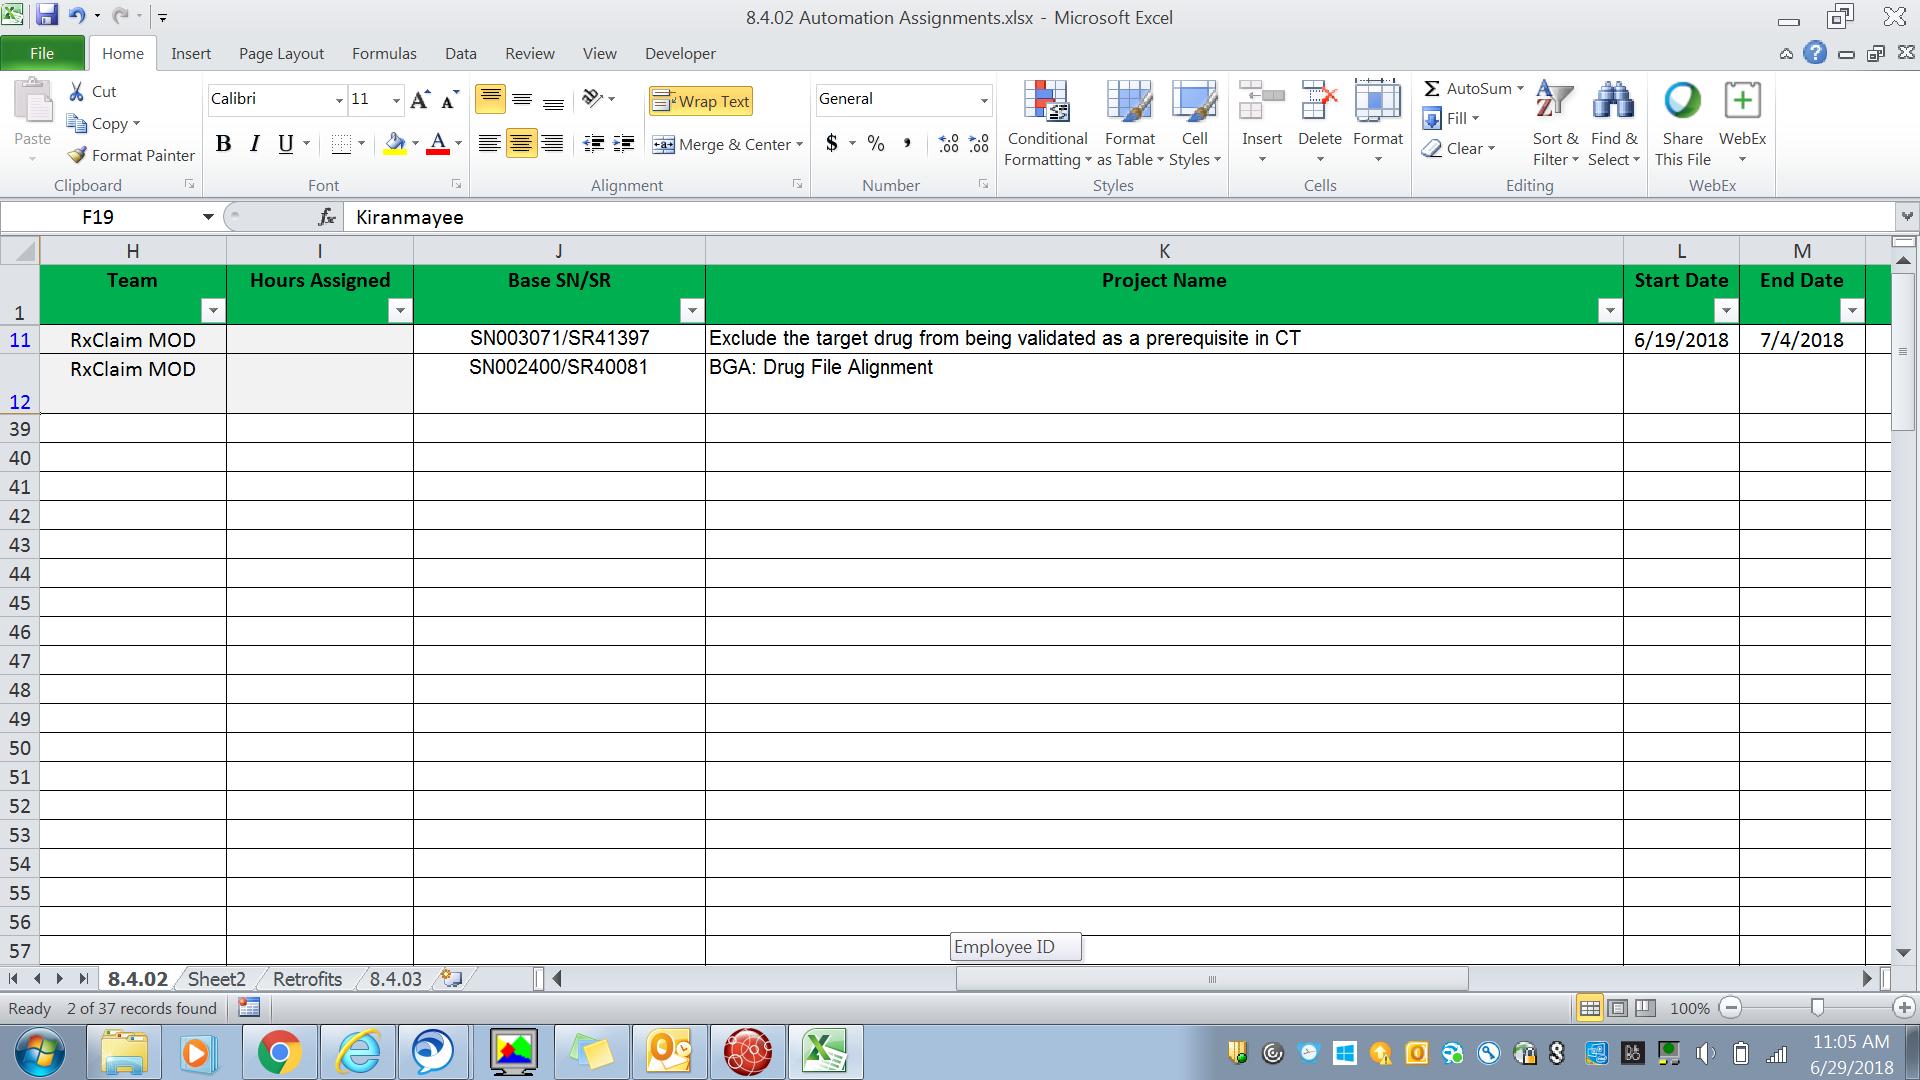 8.4.02 Automation Assignments.xlsx - Microsoft Excel
File Home Insert Page Layout Formulas Data Review View Developer
Paste Cut Copy Format Painter
Calibri 11 Wrap Text General
B I U Merge & Center $ % ,
Conditional Formatting Format as Table Cell Styles
Insert Delete Format
AutoSum Fill Clear Sort & Filter Find & Select
Share This File WebEx
Clipboard Font Alignment Number Styles Cells Editing WebEx
F19 fx Kiranmayee
H I J K L M
1 Team Hours Assigned Base SN/SR Project Name Start Date End Date
11 RxClaim MOD SN003071/SR41397 Exclude the target drug from being validated as a prerequisite in CT 6/19/2018 7/4/2018
12 RxClaim MOD SN002400/SR40081 BGA: Drug File Alignment
39
40
41
42
43
44
45
46
47
48
49
50
51
52
53
54
55
56
57
Employee ID
8.4.02 Sheet2 Retrofits 8.4.03
Ready 2 of 37 records found 100%
11:05 AM
6/29/2018